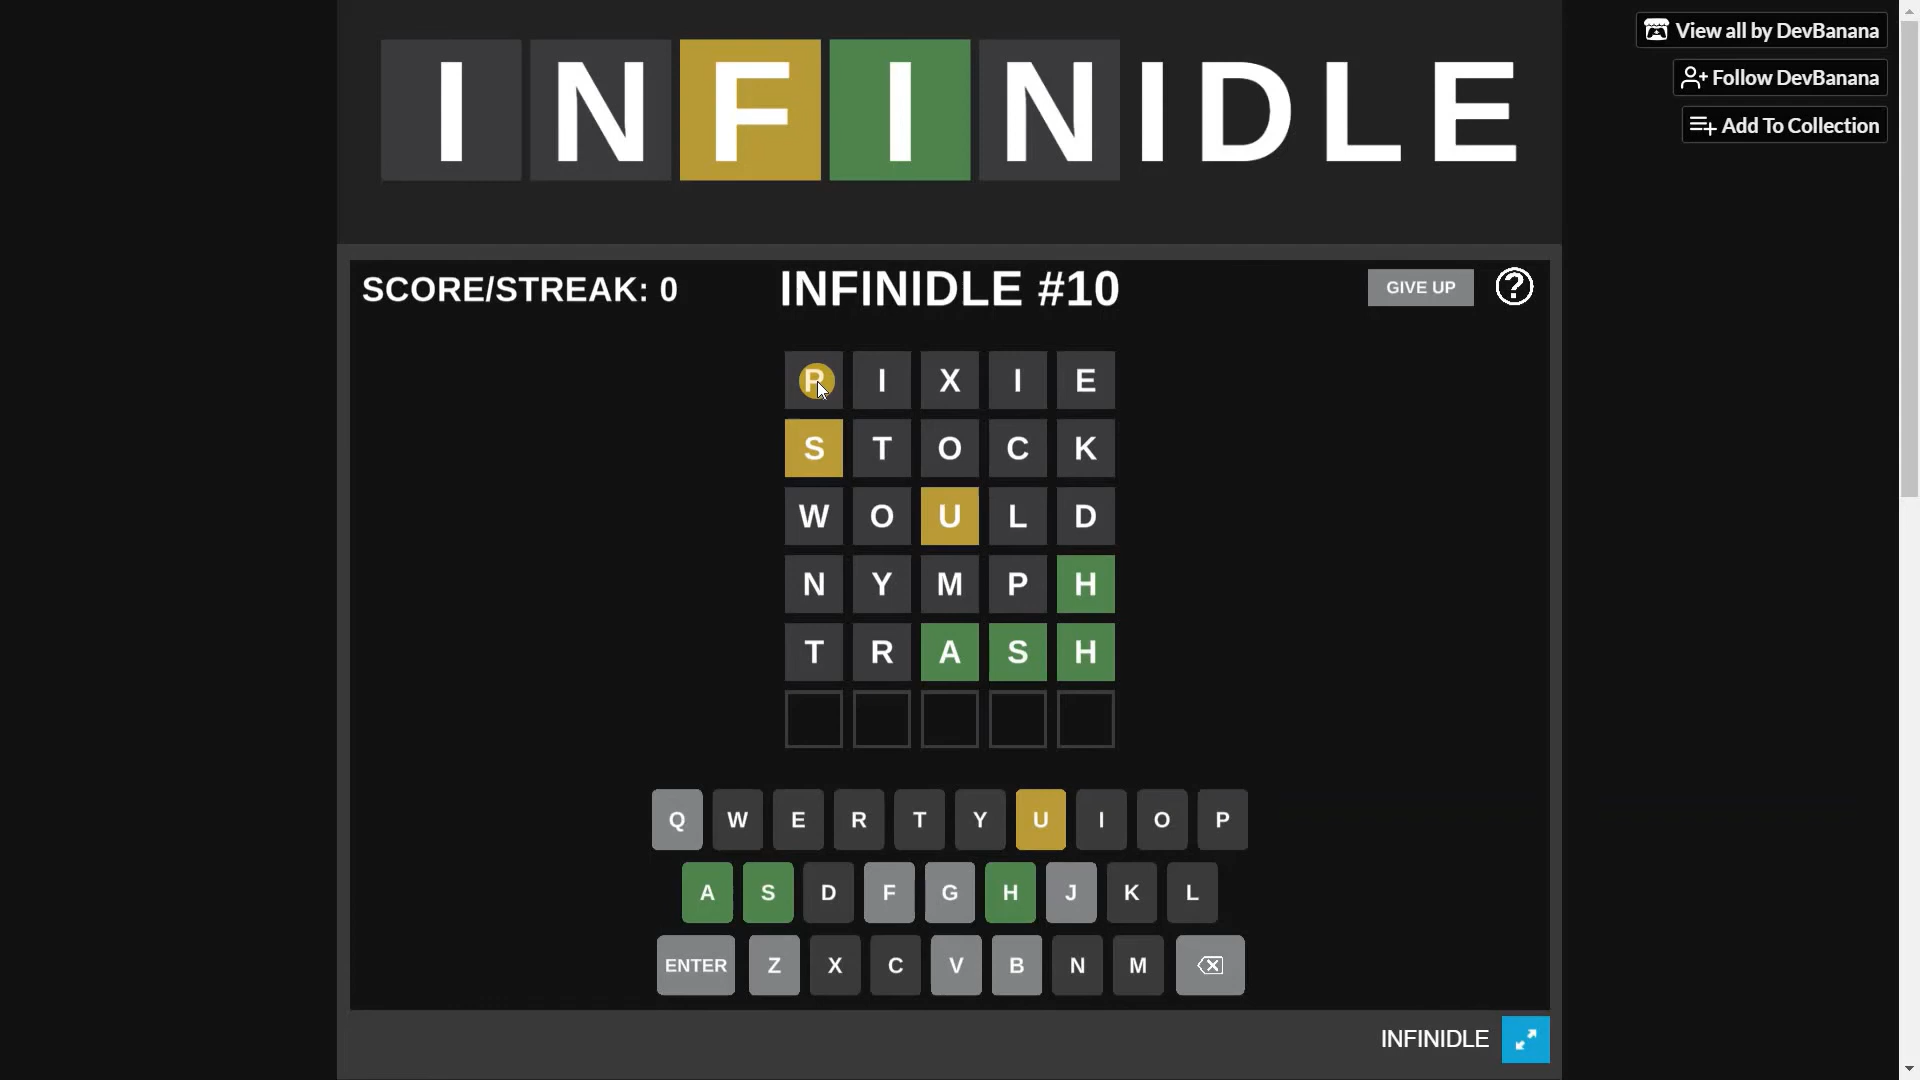 INFINIDLE
View all by DevBanana
Follow DevBanana
Add To Collection
SCORE/STREAK: 0
INFINIDLE #10
GIVE UP
?
P I X I E
S T O C K
W O U L D
N Y M P H
T R A S H
Q W E R T Y U I O P
A S D F G H J K L
ENTER Z X C V B N M
INFINIDLE